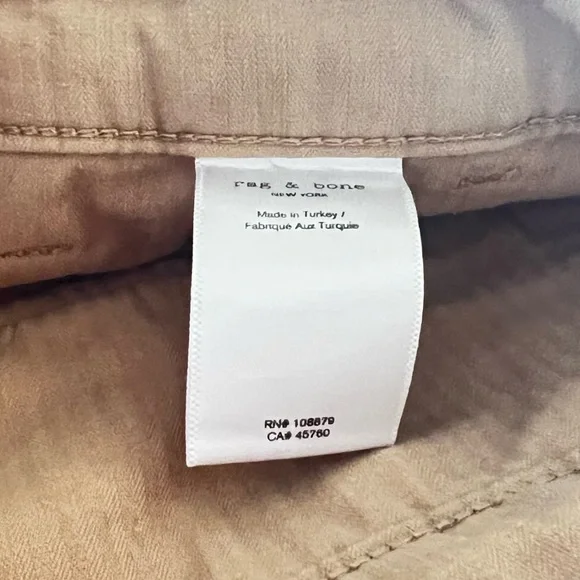 rag & bone
NEW YORK
Made in Turkey /
Fabriqué Aux Turquie
RN# 108879
CA# 45760